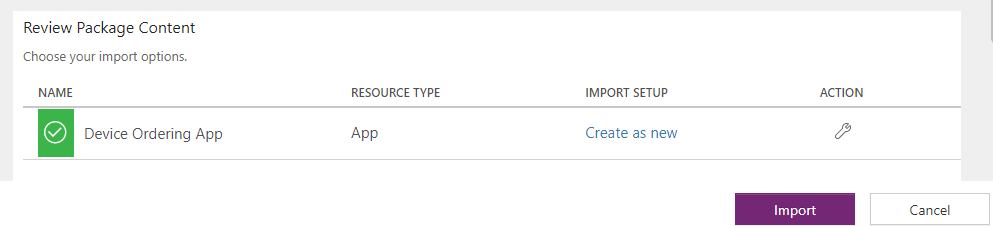 Review Package Content
Choose your import options.
NAME RESOURCE TYPE IMPORT SETUP ACTION
Device Ordering App App Create as new
Import Cancel